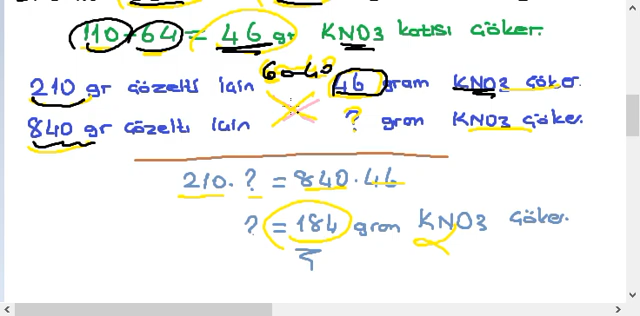 110-64 = 46 gr KNO3 katısı çöker.
60-40
210 gr çözelti için 46 gram KNO3 çöker.
840 gr çözelti için ? gram KNO3 çöker.
210. ? = 840.46
? = 184 gram KNO3 çöker.